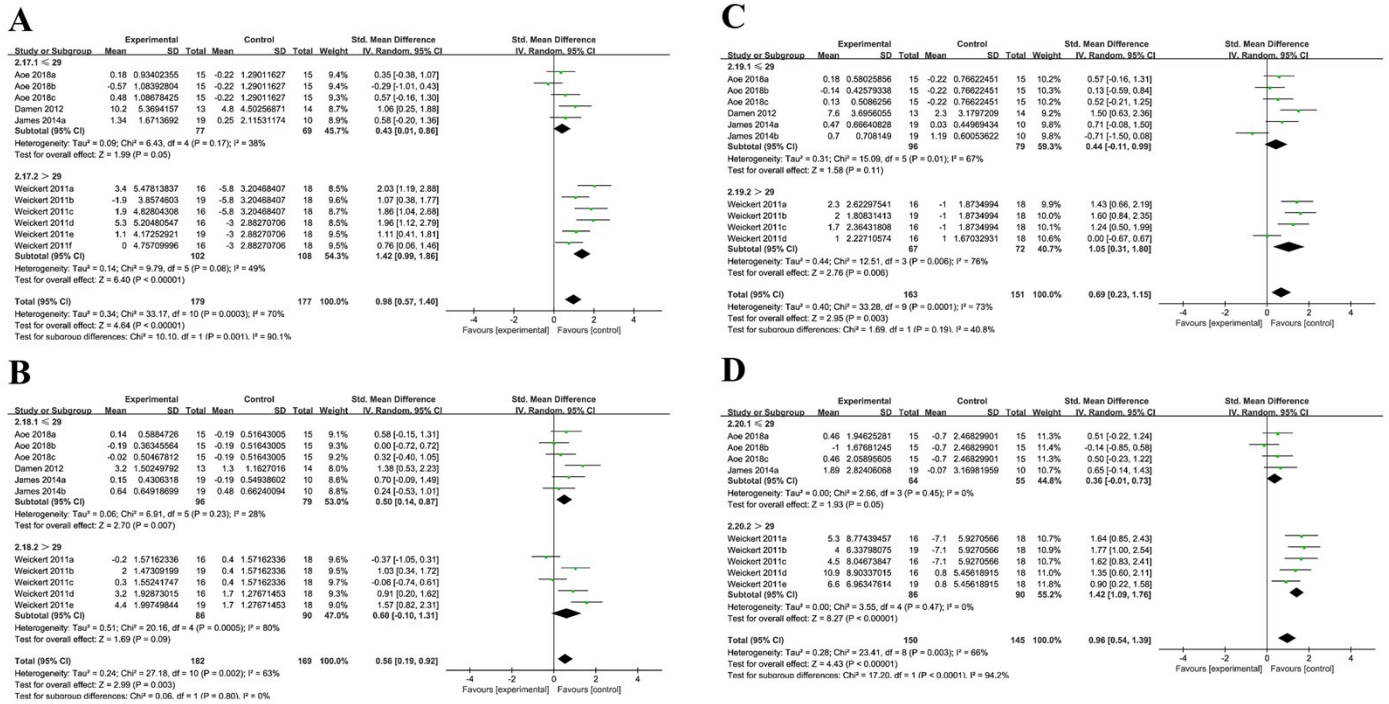 A
Experimental Control Std. Mean Difference Std. Mean Difference
Study or Subgroup Mean SD Total Mean SD Total Weight IV. Random. 95% CI IV. Random. 95% CI
2.17.1 ≤ 29
Aoe 2018a 0.18 0.93402355 15 -0.22 1.29011627 15 9.4% 0.35 [-0.38, 1.07]
Aoe 2018b -0.57 1.08392804 15 -0.22 1.29011627 15 9.4% -0.29 [-1.01, 0.43]
Aoe 2018c 0.48 1.08678425 15 -0.22 1.29011627 15 9.3% 0.57 [-0.16, 1.30]
Damen 2012 10.2 5.3694157 13 4.8 4.50256871 14 8.7% 1.06 [0.25, 1.88]
James 2014a 1.34 1.6713692 19 0.25 2.11531174 10 8.9% 0.58 [-0.20, 1.36]
Subtotal (95% CI) 77 69 45.7% 0.43 [0.01, 0.86]
Heterogeneity: Tau² = 0.09; Chi² = 6.43, df = 4 (P = 0.17); I² = 38%
Test for overall effect: Z = 1.99 (P = 0.05)
2.17.2 > 29
Weickert 2011a 3.4 5.47813837 16 -5.8 3.20468407 18 8.5% 2.03 [1.19, 2.88]
Weickert 2011b -1.9 3.8574603 19 -5.8 3.20468407 18 9.6% 1.07 [0.38, 1.77]
Weickert 2011c 1.9 4.82804308 16 -5.8 3.20468407 18 8.7% 1.86 [1.04, 2.68]
Weickert 2011d 5.3 5.20480547 16 -3 2.88270706 18 8.6% 1.96 [1.12, 2.79]
Weickert 2011e 1.1 4.17252921 19 -3 2.88270706 18 9.5% 1.11 [0.41, 1.81]
Weickert 2011f 0 4.75709996 16 -3 2.88270706 18 9.5% 0.76 [0.06, 1.46]
Subtotal (95% CI) 102 108 54.3% 1.42 [0.99, 1.86]
Heterogeneity: Tau² = 0.14; Chi² = 9.79, df = 5 (P = 0.08); I² = 49%
Test for overall effect: Z = 6.40 (P < 0.00001)
Total (95% CI) 179 177 100.0% 0.98 [0.57, 1.40]
Heterogeneity: Tau² = 0.34; Chi² = 33.17, df = 10 (P = 0.0003); I² = 70%
Test for overall effect: Z = 4.64 (P < 0.00001)
Test for subgroup differences: Chi² = 10.10, df = 1 (P = 0.001), I² = 90.1%
-4 -2 0 2 4
Favours [experimental] Favours [control]
B
Experimental Control Std. Mean Difference Std. Mean Difference
Study or Subgroup Mean SD Total Mean SD Total Weight IV. Random. 95% CI IV. Random. 95% CI
2.18.1 ≤ 29
Aoe 2018a 0.14 0.5884726 15 -0.19 0.51643005 15 9.1% 0.58 [-0.15, 1.31]
Aoe 2018b -0.19 0.36345564 15 -0.19 0.51643005 15 9.3% 0.00 [-0.72, 0.72]
Aoe 2018c -0.02 0.50467812 15 -0.19 0.51643005 15 9.2% 0.32 [-0.40, 1.05]
Damen 2012 3.2 1.50249792 13 1.3 1.1627016 14 8.0% 1.38 [0.53, 2.23]
James 2014a 0.15 0.4306318 19 -0.19 0.54938602 10 8.6% 0.70 [-0.09, 1.49]
James 2014b 0.64 0.64918699 19 0.48 0.66240094 10 8.8% 0.24 [-0.53, 1.01]
Subtotal (95% CI) 96 79 53.0% 0.50 [0.14, 0.87]
Heterogeneity: Tau² = 0.06; Chi² = 6.91, df = 5 (P = 0.23); I² = 28%
Test for overall effect: Z = 2.70 (P = 0.007)
2.18.2 > 29
Weickert 2011a -0.2 1.57162336 16 0.4 1.57162336 18 9.6% -0.37 [-1.05, 0.31]
Weickert 2011b 2 1.47309199 19 0.4 1.57162336 18 9.5% 1.03 [0.34, 1.72]
Weickert 2011c 0.3 1.55241747 16 0.4 1.57162336 18 9.6% -0.06 [-0.74, 0.61]
Weickert 2011d 3.2 1.92873015 16 1.7 1.27671453 18 9.3% 0.91 [0.20, 1.62]
Weickert 2011e 4.4 1.99749844 19 1.7 1.27671453 18 9.0% 1.57 [0.82, 2.31]
Subtotal (95% CI) 86 90 47.0% 0.60 [-0.10, 1.31]
Heterogeneity: Tau² = 0.51; Chi² = 20.16, df = 4 (P = 0.0005); I² = 80%
Test for overall effect: Z = 1.69 (P = 0.09)
Total (95% CI) 182 169 100.0% 0.56 [0.19, 0.92]
Heterogeneity: Tau² = 0.24; Chi² = 27.18, df = 10 (P = 0.002); I² = 63%
Test for overall effect: Z = 2.99 (P = 0.003)
Test for subgroup differences: Chi² = 0.06, df = 1 (P = 0.80), I² = 0%
-4 -2 0 2 4
Favours [experimental] Favours [control]
C
Experimental Control Std. Mean Difference Std. Mean Difference
Study or Subgroup Mean SD Total Mean SD Total Weight IV. Random. 95% CI IV. Random. 95% CI
2.19.1 ≤ 29
Aoe 2018a 0.18 0.58025856 15 -0.22 0.76622451 15 10.2% 0.57 [-0.16, 1.31]
Aoe 2018b -0.14 0.42579338 15 -0.22 0.76622451 15 10.3% 0.13 [-0.59, 0.84]
Aoe 2018c 0.13 0.5086256 15 -0.22 0.76622451 15 10.2% 0.52 [-0.21, 1.25]
Damen 2012 7.6 3.6956055 13 2.3 3.1797209 14 9.2% 1.50 [0.63, 2.36]
James 2014a 0.47 0.66640828 19 0.03 0.44969434 10 9.7% 0.71 [-0.08, 1.50]
James 2014b 0.7 0.708149 19 1.19 0.60053622 10 9.7% -0.71 [-1.50, 0.08]
Subtotal (95% CI) 96 79 59.3% 0.44 [-0.11, 0.99]
Heterogeneity: Tau² = 0.31; Chi² = 15.09, df = 5 (P = 0.01); I² = 67%
Test for overall effect: Z = 1.58 (P = 0.11)
2.19.2 > 29
Weickert 2011a 2.3 2.62297541 16 -1 1.8734994 18 9.9% 1.43 [0.66, 2.19]
Weickert 2011b 2 1.80831413 19 -1 1.8734994 18 10.0% 1.60 [0.84, 2.35]
Weickert 2011c 1.7 2.36431808 16 -1 1.8734994 18 10.1% 1.24 [0.50, 1.99]
Weickert 2011d 1 2.22710574 16 1 1.67032931 18 10.6% 0.00 [-0.67, 0.67]
Subtotal (95% CI) 67 72 40.7% 1.05 [0.31, 1.80]
Heterogeneity: Tau² = 0.44; Chi² = 12.51, df = 3 (P = 0.006); I² = 76%
Test for overall effect: Z = 2.76 (P = 0.006)
Total (95% CI) 163 151 100.0% 0.69 [0.23, 1.15]
Heterogeneity: Tau² = 0.40; Chi² = 33.28, df = 9 (P = 0.0001); I² = 73%
Test for overall effect: Z = 2.95 (P = 0.003)
Test for subgroup differences: Chi² = 1.69, df = 1 (P = 0.19), I² = 40.8%
-4 -2 0 2 4
Favours [experimental] Favours [control]
D
Experimental Control Std. Mean Difference Std. Mean Difference
Study or Subgroup Mean SD Total Mean SD Total Weight IV. Random. 95% CI IV. Random. 95% CI
2.20.1 ≤ 29
Aoe 2018a 0.46 1.94625281 15 -0.7 2.46829901 15 11.3% 0.51 [-0.22, 1.24]
Aoe 2018b -1 1.67681245 15 -0.7 2.46829901 15 11.4% -0.14 [-0.85, 0.58]
Aoe 2018c 0.46 2.05895605 15 -0.7 2.46829901 15 11.3% 0.50 [-0.23, 1.22]
James 2014a 1.89 2.82406068 19 -0.07 3.16981959 10 10.7% 0.65 [-0.14, 1.43]
Subtotal (95% CI) 64 55 44.8% 0.36 [-0.01, 0.73]
Heterogeneity: Tau² = 0.00; Chi² = 2.66, df = 3 (P = 0.45); I² = 0%
Test for overall effect: Z = 1.93 (P = 0.05)
2.20.2 > 29
Weickert 2011a 5.3 8.77439457 16 -7.1 5.9270566 18 10.7% 1.64 [0.85, 2.43]
Weickert 2011b 4 6.33798075 19 -7.1 5.9270566 18 10.9% 1.77 [1.00, 2.54]
Weickert 2011c 4.5 8.04673847 16 -7.1 5.9270566 18 10.7% 1.62 [0.83, 2.41]
Weickert 2011d 10.9 8.90337015 16 0.8 5.45618915 18 11.0% 1.35 [0.60, 2.11]
Weickert 2011e 6.6 6.96347614 19 0.8 5.45618915 18 11.8% 0.90 [0.22, 1.58]
Subtotal (95% CI) 86 90 55.2% 1.42 [1.09, 1.76]
Heterogeneity: Tau² = 0.00; Chi² = 3.55, df = 4 (P = 0.47); I² = 0%
Test for overall effect: Z = 8.27 (P < 0.00001)
Total (95% CI) 150 145 100.0% 0.96 [0.54, 1.39]
Heterogeneity: Tau² = 0.28; Chi² = 23.41, df = 8 (P = 0.003); I² = 66%
Test for overall effect: Z = 4.43 (P < 0.00001)
Test for subgroup differences: Chi² = 17.20, df = 1 (P < 0.0001), I² = 94.2%
-4 -2 0 2 4
Favours [experimental] Favours [control]